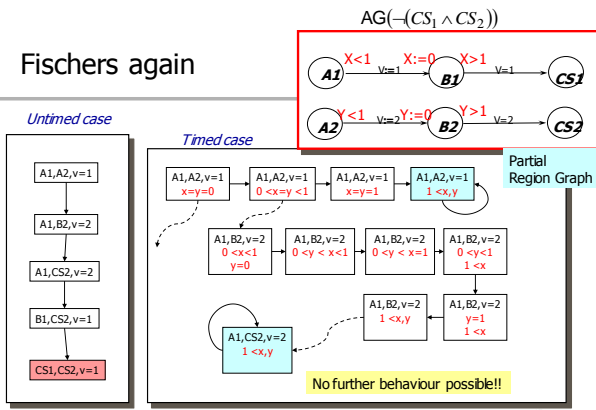 AG(¬(CS₁ ∧ CS₂))
Fischers again
X<1 X:=0 X>1
A1 V:=1 B1 V=1 CS1
Y<1 Y:=0 Y>1
A2 V:=2 B2 V=2 CS2
Untimed case
A1,A2,v=1
A1,B2,v=2
A1,CS2,v=2
B1,CS2,v=1
CS1,CS2,v=1
Timed case
Partial
Region Graph
A1,A2,v=1
x=y=0
A1,A2,v=1
0 <x=y <1
A1,A2,v=1
x=y=1
A1,A2,v=1
1 <x,y
A1,B2,v=2
0 <x<1
y=0
A1,B2,v=2
0 <y < x<1
A1,B2,v=2
0 <y < x=1
A1,B2,v=2
0 <y<1
1 <x
A1,B2,v=2
y=1
1 <x
A1,B2,v=2
1 <x,y
A1,CS2,v=2
1 <x,y
No further behaviour possible!!